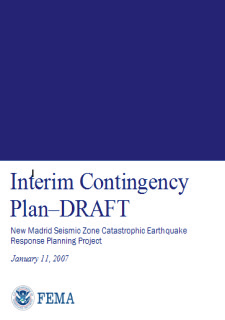 Interim Contingency
Plan–DRAFT
New Madrid Seismic Zone Catastrophic Earthquake
Response Planning Project
January 11, 2007
FEMA